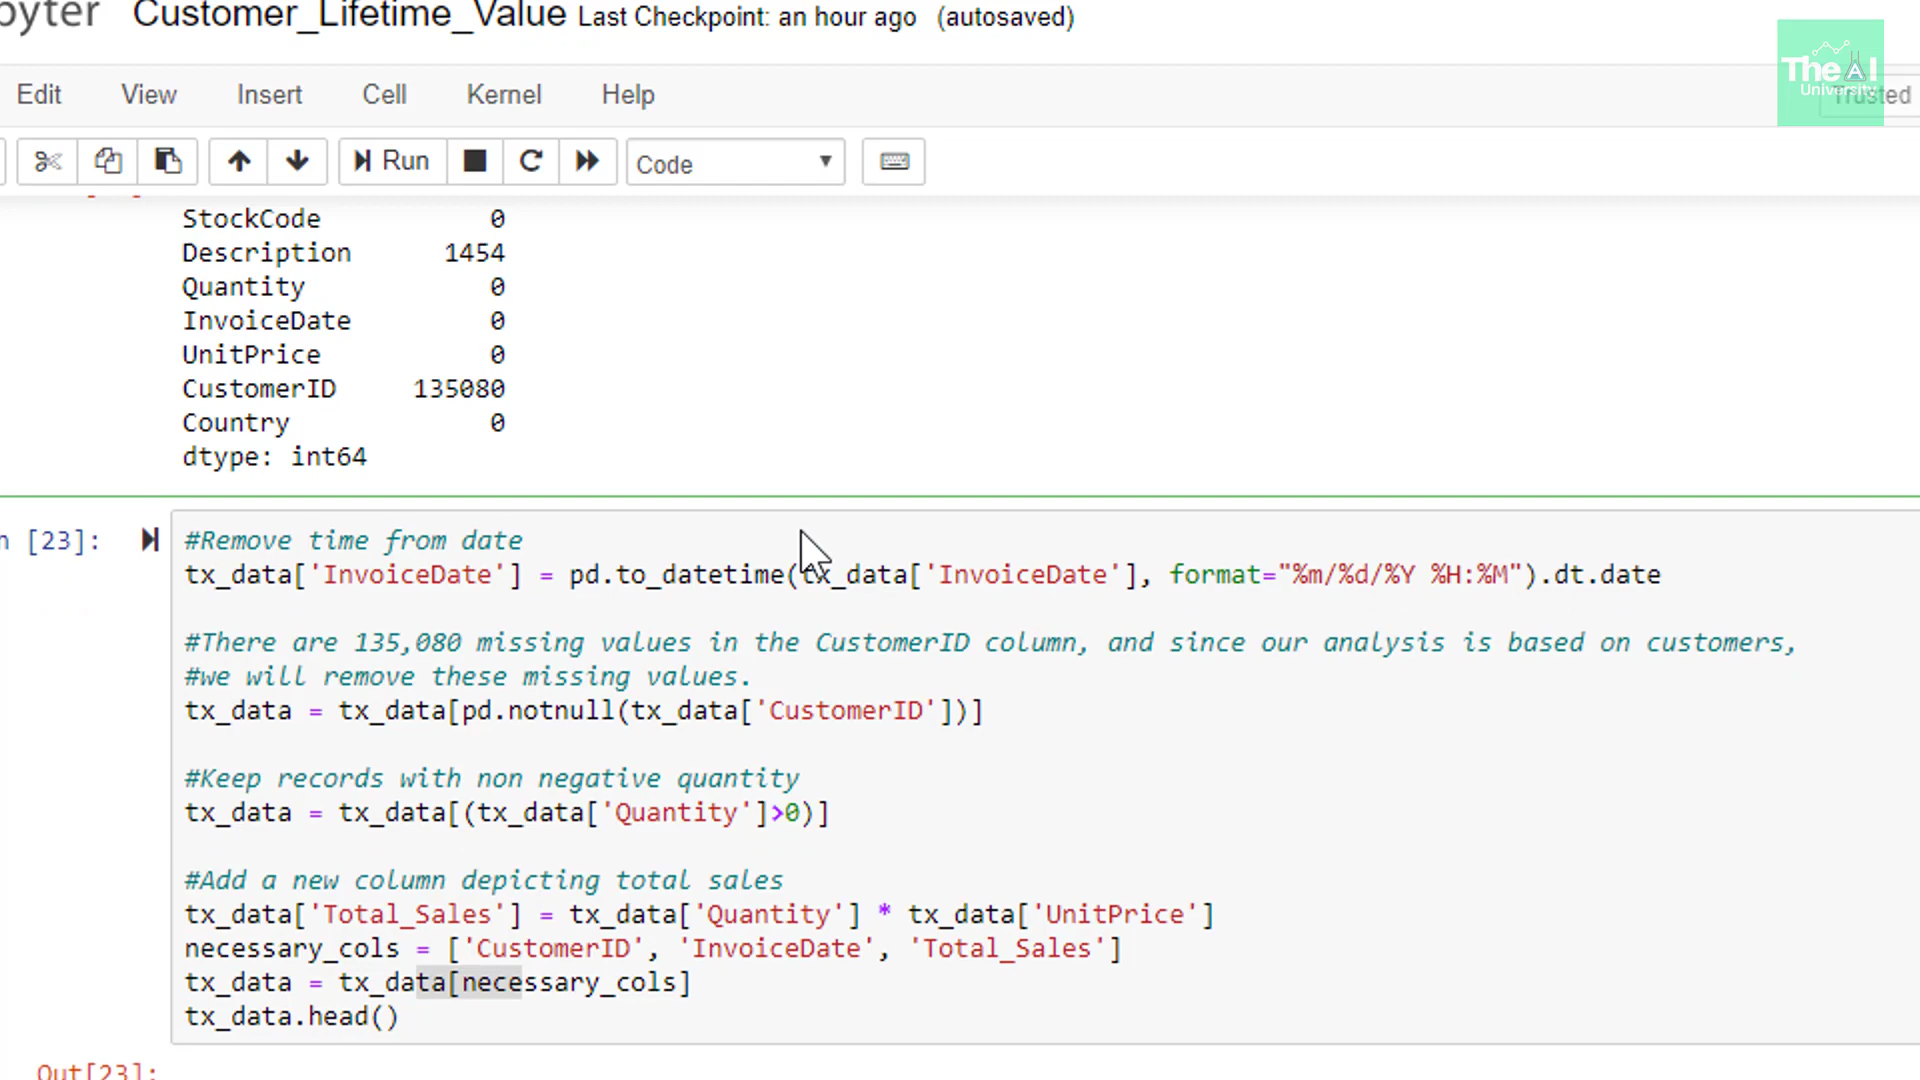 pyter Customer_Lifetime_Value Last Checkpoint: an hour ago (autosaved)
The AI
University
Edit View Insert Cell Kernel Help Trusted
Run Code
StockCode 0
Description 1454
Quantity 0
InvoiceDate 0
UnitPrice 0
CustomerID 135080
Country 0
dtype: int64
n [23]:
#Remove time from date
tx_data['InvoiceDate'] = pd.to_datetime(tx_data['InvoiceDate'], format="%m/%d/%Y %H:%M").dt.date
#There are 135,080 missing values in the CustomerID column, and since our analysis is based on customers,
#we will remove these missing values.
tx_data = tx_data[pd.notnull(tx_data['CustomerID'])]
#Keep records with non negative quantity
tx_data = tx_data[(tx_data['Quantity']>0)]
#Add a new column depicting total sales
tx_data['Total_Sales'] = tx_data['Quantity'] * tx_data['UnitPrice']
necessary_cols = ['CustomerID', 'InvoiceDate', 'Total_Sales']
tx_data = tx_data[necessary_cols]
tx_data.head()
Out[23]: